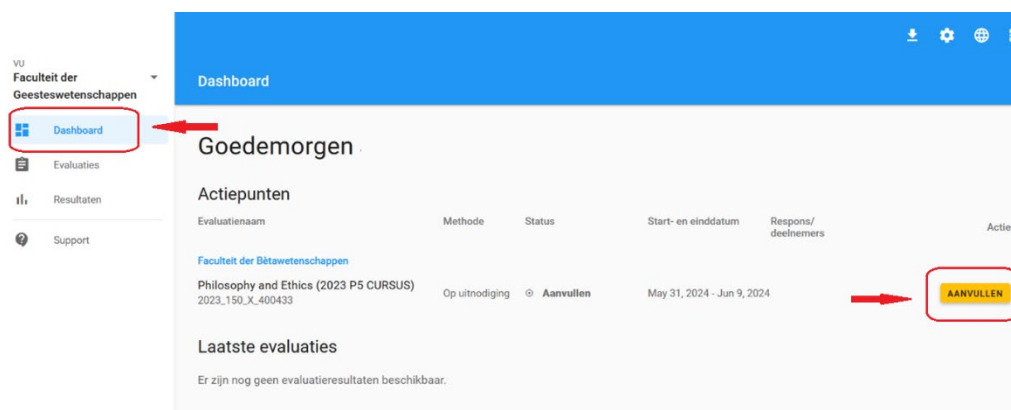 VU
Faculteit der
Geesteswetenschappen
Dashboard
Evaluaties
Resultaten
Support
Dashboard
Goedemorgen
Actiepunten
Evaluatienaam Methode Status Start- en einddatum Respons/
deelnemers Actie
Faculteit der Bètawetenschappen
Philosophy and Ethics (2023 P5 CURSUS)
2023_150_X_400433
Op uitnodiging Aanvullen May 31, 2024 - Jun 9, 2024 AANVULLEN
Laatste evaluaties
Er zijn nog geen evaluatieresultaten beschikbaar.